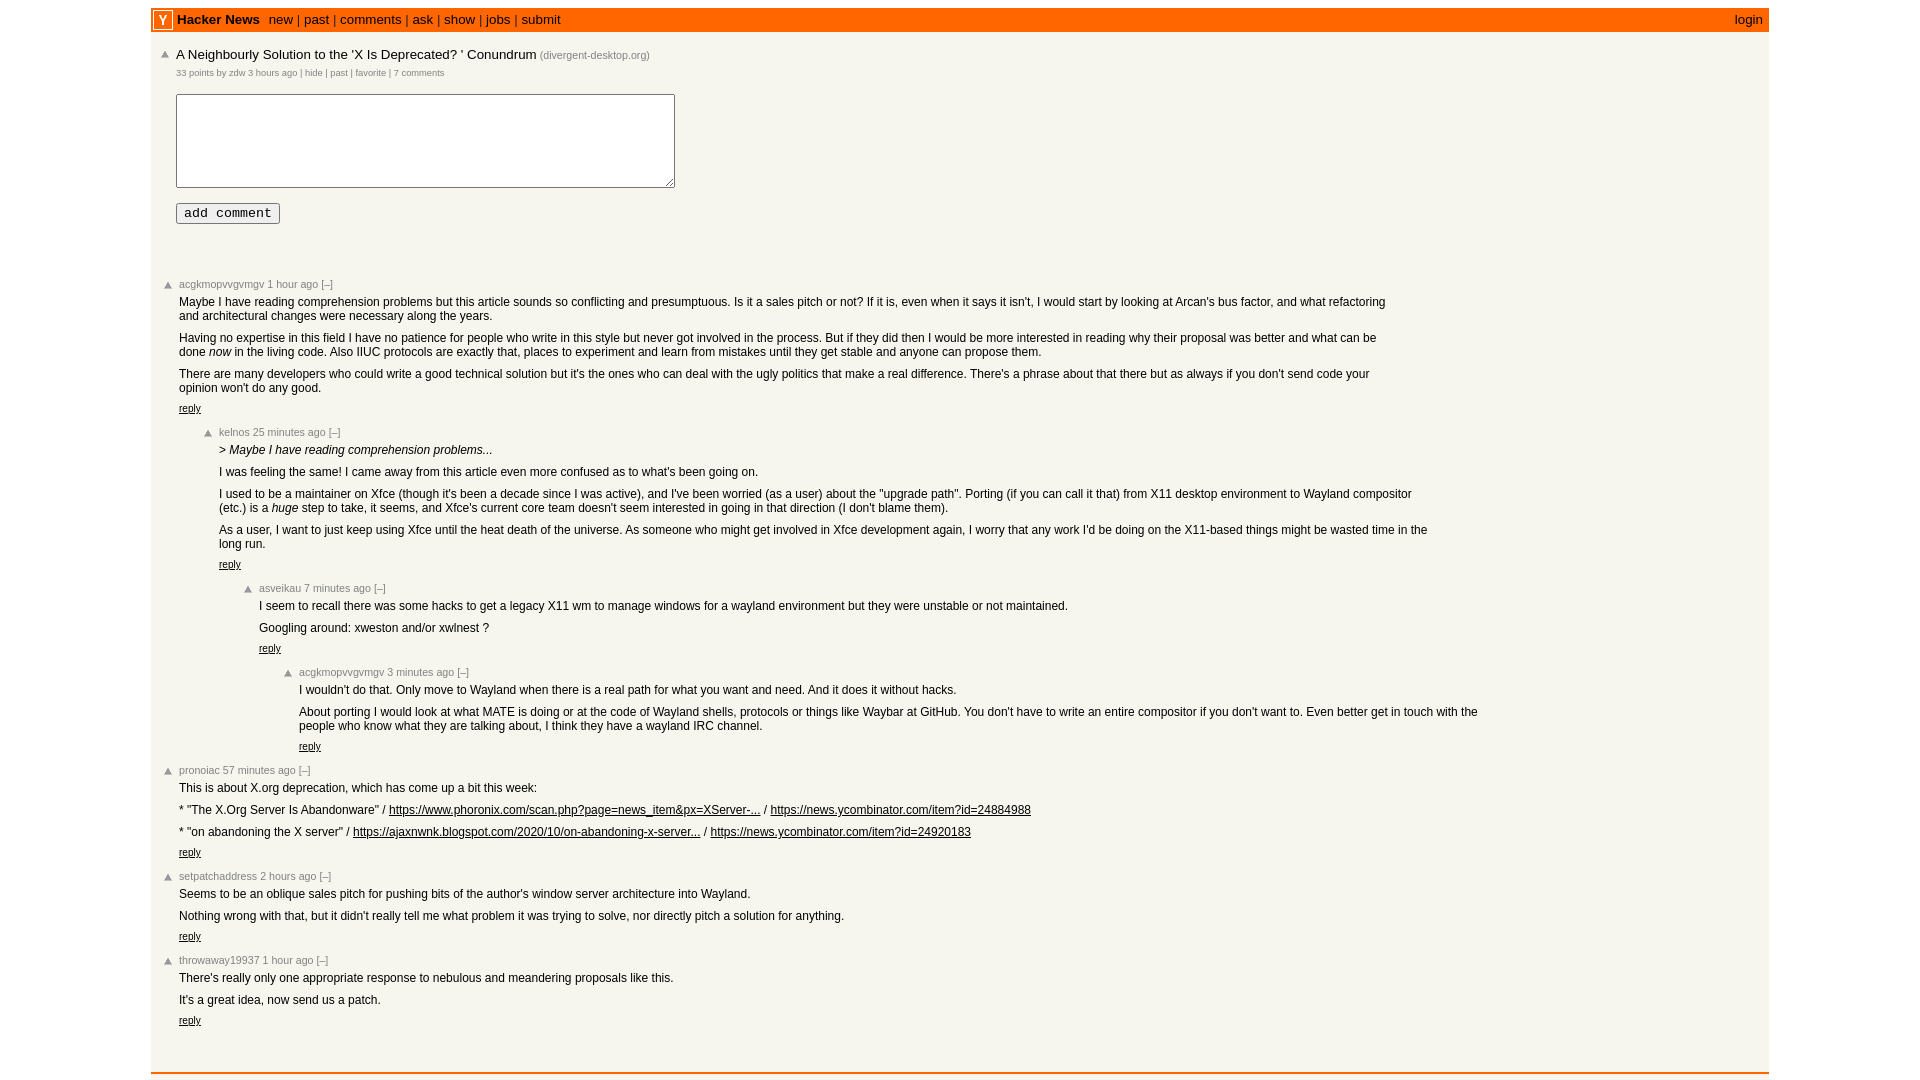 Y Hacker News new | past | comments | ask | show | jobs | submit login
A Neighbourly Solution to the 'X Is Deprecated? ' Conundrum (divergent-desktop.org)
33 points by zdw 3 hours ago | hide | past | favorite | 7 comments
add comment
acgkmopvvgvmgv 1 hour ago [–]
Maybe I have reading comprehension problems but this article sounds so conflicting and presumptuous. Is it a sales pitch or not? If it is, even when it says it isn't, I would start by looking at Arcan's bus factor, and what refactoring
and architectural changes were necessary along the years.
Having no expertise in this field I have no patience for people who write in this style but never got involved in the process. But if they did then I would be more interested in reading why their proposal was better and what can be
done now in the living code. Also IIUC protocols are exactly that, places to experiment and learn from mistakes until they get stable and anyone can propose them.
There are many developers who could write a good technical solution but it's the ones who can deal with the ugly politics that make a real difference. There's a phrase about that there but as always if you don't send code your
opinion won't do any good.
reply
kelnos 25 minutes ago [–]
> Maybe I have reading comprehension problems...
I was feeling the same! I came away from this article even more confused as to what's been going on.
I used to be a maintainer on Xfce (though it's been a decade since I was active), and I've been worried (as a user) about the "upgrade path". Porting (if you can call it that) from X11 desktop environment to Wayland compositor
(etc.) is a huge step to take, it seems, and Xfce's current core team doesn't seem interested in going in that direction (I don't blame them).
As a user, I want to just keep using Xfce until the heat death of the universe. As someone who might get involved in Xfce development again, I worry that any work I'd be doing on the X11-based things might be wasted time in the
long run.
reply
asveikau 7 minutes ago [–]
I seem to recall there was some hacks to get a legacy X11 wm to manage windows for a wayland environment but they were unstable or not maintained.
Googling around: xweston and/or xwlnest ?
reply
acgkmopvvgvmgv 3 minutes ago [–]
I wouldn't do that. Only move to Wayland when there is a real path for what you want and need. And it does it without hacks.
About porting I would look at what MATE is doing or at the code of Wayland shells, protocols or things like Waybar at GitHub. You don't have to write an entire compositor if you don't want to. Even better get in touch with the
people who know what they are talking about, I think they have a wayland IRC channel.
reply
pronoiac 57 minutes ago [–]
This is about X.org deprecation, which has come up a bit this week:
* "The X.Org Server Is Abandonware" / https://www.phoronix.com/scan.php?page=news_item&px=XServer-... / https://news.ycombinator.com/item?id=24884988
* "on abandoning the X server" / https://ajaxnwnk.blogspot.com/2020/10/on-abandoning-x-server... / https://news.ycombinator.com/item?id=24920183
reply
setpatchaddress 2 hours ago [–]
Seems to be an oblique sales pitch for pushing bits of the author's window server architecture into Wayland.
Nothing wrong with that, but it didn't really tell me what problem it was trying to solve, nor directly pitch a solution for anything.
reply
throwaway19937 1 hour ago [–]
There's really only one appropriate response to nebulous and meandering proposals like this.
It's a great idea, now send us a patch.
reply